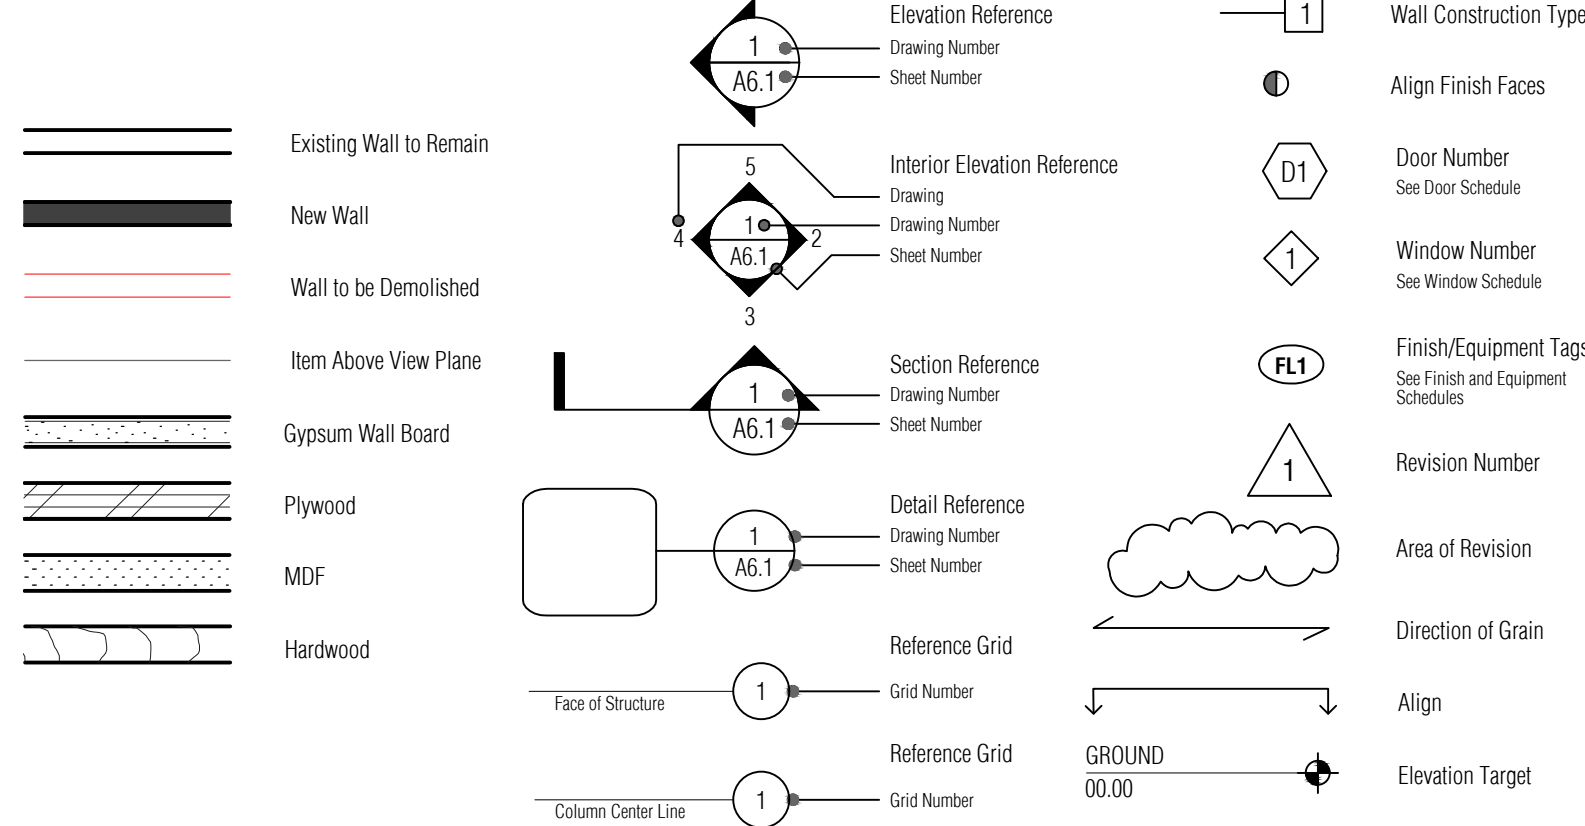 Existing Wall to Remain
New Wall
Wall to be Demolished
Item Above View Plane
Gypsum Wall Board
Plywood
MDF
Hardwood
1
A6.1
Elevation Reference
Drawing Number
Sheet Number
5
4
1
A6.1
2
3
Interior Elevation Reference
Drawing
Drawing Number
Sheet Number
1
A6.1
Section Reference
Drawing Number
Sheet Number
1
A6.1
Detail Reference
Drawing Number
Sheet Number
Face of Structure
1
Reference Grid
Grid Number
Column Center Line
1
Reference Grid
Grid Number
1
Wall Construction Type
Align Finish Faces
D1
Door Number
See Door Schedule
1
Window Number
See Window Schedule
FL1
Finish/Equipment Tags
See Finish and Equipment
Schedules
1
Revision Number
Area of Revision
Direction of Grain
Align
GROUND
00.00
Elevation Target